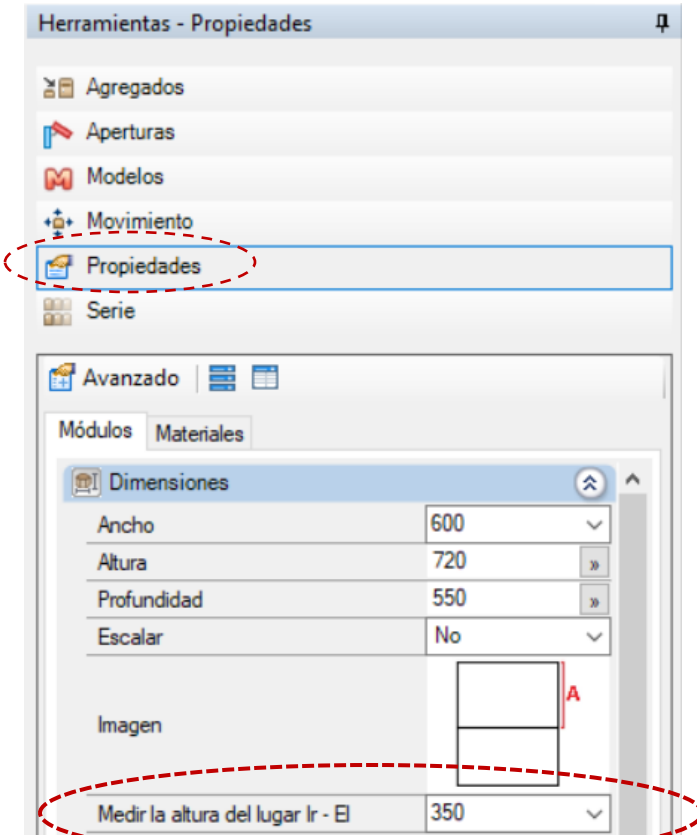 Herramientas - Propiedades
Agregados
Aperturas
Modelos
Movimiento
Propiedades
Serie
Avanzado
Módulos Materiales
Dimensiones
Ancho 600
Altura 720 »
Profundidad 550 »
Escalar No
A
Imagen
Medir la altura del lugar Ir - El 350